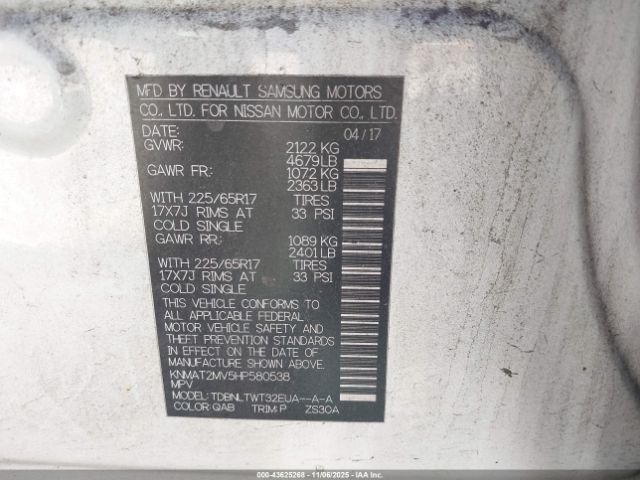 MFD BY RENAULT SAMSUNG MOTORS
CO., LTD. FOR NISSAN MOTOR CO., LTD.
DATE: 04/17
GVWR: 2122 KG
4679LB
GAWR FR: 1072 KG
2363LB
WITH 225/65R17 TIRES
17X7J RIMS AT 33 PSI
COLD SINGLE
GAWR RR: 1089 KG
2401LB
WITH 225/65R17 TIRES
17X7J RIMS AT 33 PSI
COLD SINGLE
THIS VEHICLE CONFORMS TO
ALL APPLICABLE FEDERAL
MOTOR VEHICLE SAFETY AND
THEFT PREVENTION STANDARDS
IN EFFECT ON THE DATE OF
MANUFACTURE SHOWN ABOVE.
KNMAT2MV5HP580538
MPV
MODEL: TDBNLTWT32EUA--A-A
COLOR: QAB TRIM: P ZS30A
000-43625268 - 11/06/2025 - IAAI.COM COPYRIGHT